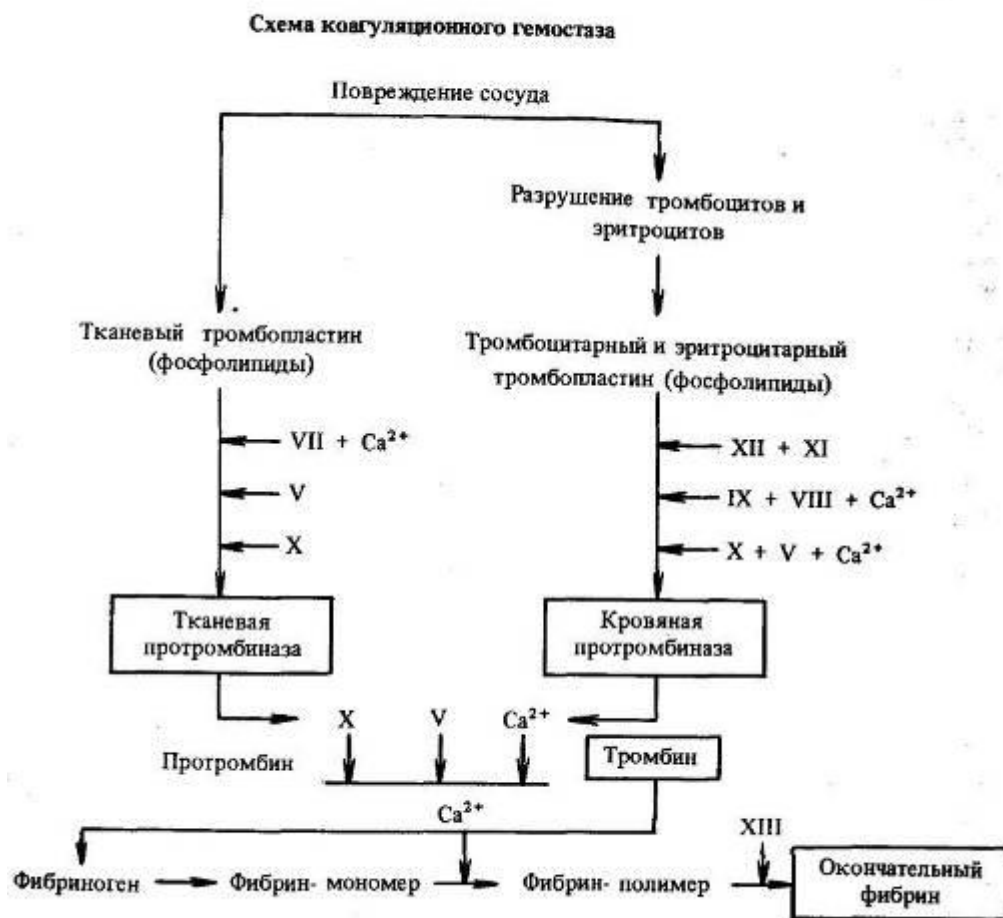 Схема коагуляционного гемостаза
Повреждение сосуда
Разрушение тромбоцитов и
эритроцитов
Тканевый тромбопластин
(фосфолипиды)
Тромбоцитарный и эритроцитарный
тромбопластин (фосфолипиды)
VII + Ca²⁺
XII + XI
V
IX + VIII + Ca²⁺
X
X + V + Ca²⁺
Тканевая
протромбиназа
Кровяная
протромбиназа
X V Ca²⁺
Протромбин
Тромбин
Ca²⁺
XIII
Фибриноген
Фибрин- мономер
Фибрин- полимер
Окончательный
фибрин